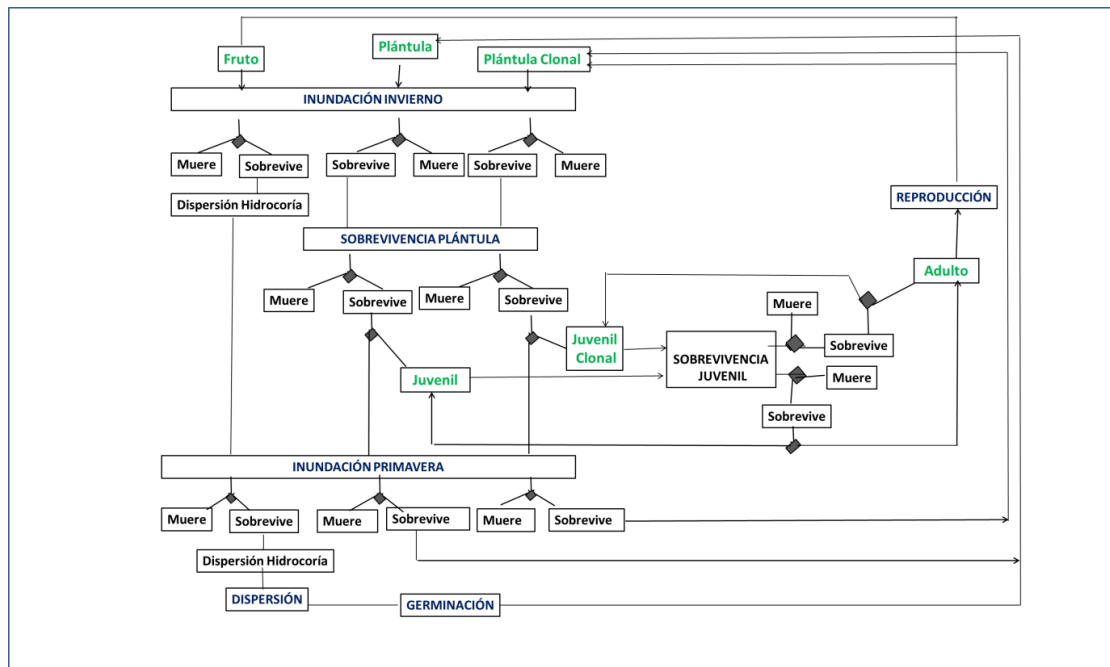 Plántula
Fruto
Plántula Clonal
INUNDACIÓN INVIERNO
Muere
Sobrevive
Sobrevive
Muere
Sobrevive
Muere
Dispersión Hidrocoría
REPRODUCCIÓN
SOBREVIVENCIA PLÁNTULA
Adulto
Muere
Sobrevive
Muere
Sobrevive
Muere
Juvenil
Clonal
Sobrevive
SOBREVIVENCIA
JUVENIL
Juvenil
Muere
Sobrevive
INUNDACIÓN PRIMAVERA
Muere
Sobrevive
Muere
Sobrevive
Muere
Sobrevive
Dispersión Hidrocoría
DISPERSIÓN
GERMINACIÓN